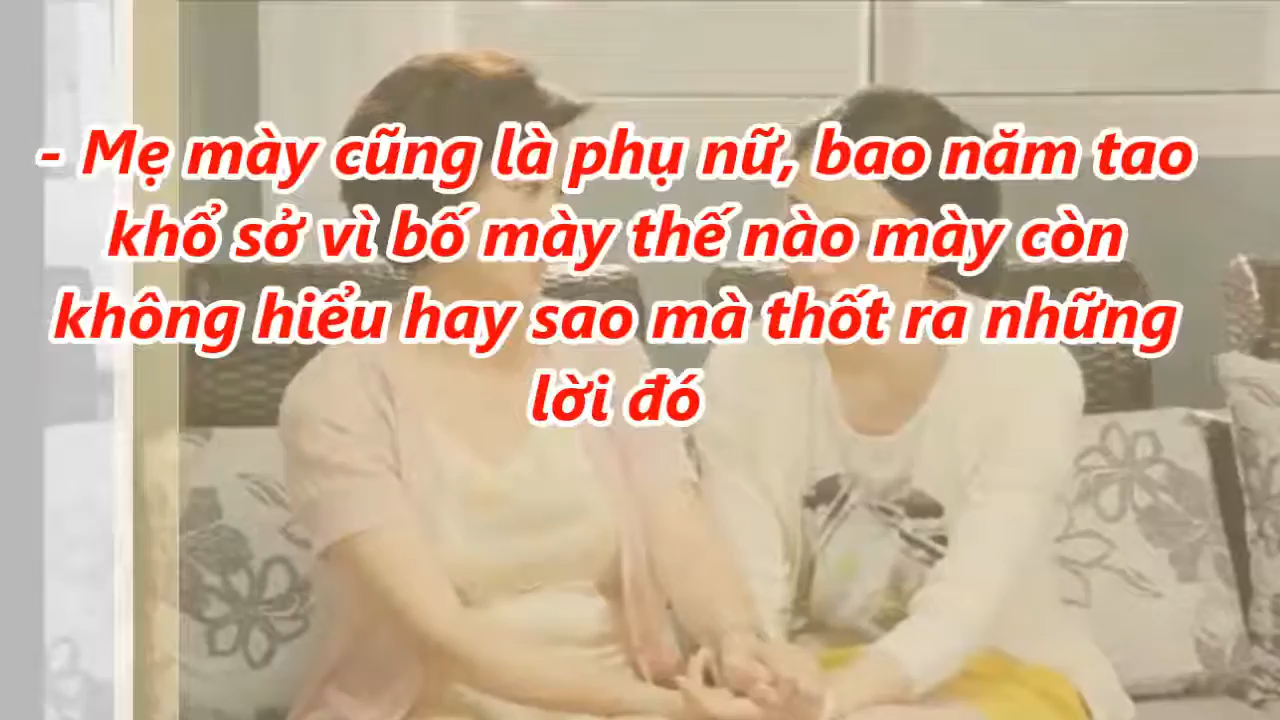 - Mẹ mày cũng là phụ nữ, bao năm tao
khổ sở vì bố mày thế nào mày còn
không hiểu hay sao mà thốt ra những
lời đó